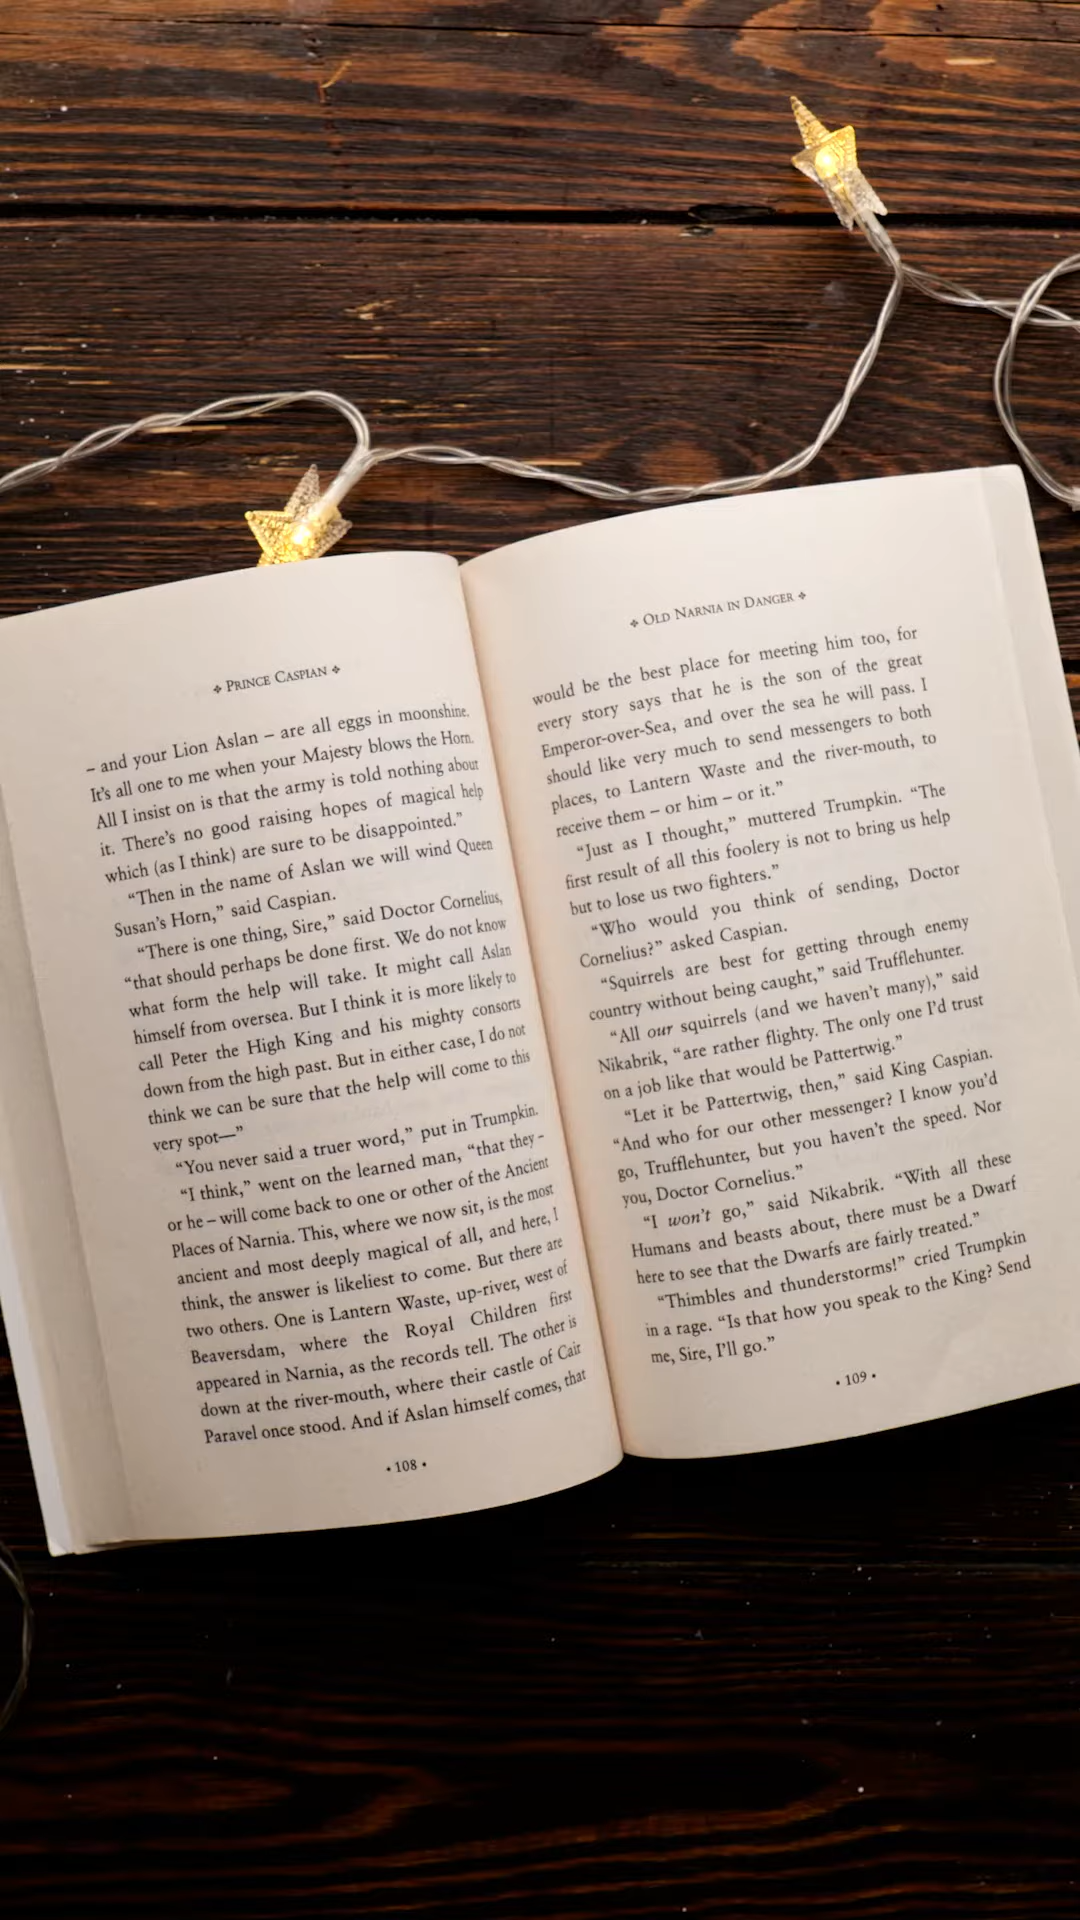 ❖ PRINCE CASPIAN ❖
– and your Lion Aslan – are all eggs in moonshine.
It's all one to me when your Majesty blows the Horn.
All I insist on is that the army is told nothing about
it. There's no good raising hopes of magical help
which (as I think) are sure to be disappointed.”
“Then in the name of Aslan we will wind Queen
Susan's Horn,” said Caspian.
“There is one thing, Sire,” said Doctor Cornelius,
“that should perhaps be done first. We do not know
what form the help will take. It might call Aslan
himself from oversea. But I think it is more likely to
call Peter the High King and his mighty consorts
down from the high past. But in either case, I do not
think we can be sure that the help will come to this
very spot—”
“You never said a truer word,” put in Trumpkin.
“I think,” went on the learned man, “that they –
or he – will come back to one or other of the Ancient
Places of Narnia. This, where we now sit, is the most
ancient and most deeply magical of all, and here, I
think, the answer is likeliest to come. But there are
two others. One is Lantern Waste, up-river, west of
Beaversdam, where the Royal Children first
appeared in Narnia, as the records tell. The other is
down at the river-mouth, where their castle of Cair
Paravel once stood. And if Aslan himself comes, that
• 108 •
❖ OLD NARNIA IN DANGER ❖
would be the best place for meeting him too, for
every story says that he is the son of the great
Emperor-over-Sea, and over the sea he will pass. I
should like very much to send messengers to both
places, to Lantern Waste and the river-mouth, to
receive them – or him – or it.”
“Just as I thought,” muttered Trumpkin. “The
first result of all this foolery is not to bring us help
but to lose us two fighters.”
“Who would you think of sending, Doctor
Cornelius?” asked Caspian.
“Squirrels are best for getting through enemy
country without being caught,” said Trufflehunter.
“All our squirrels (and we haven't many),” said
Nikabrik, “are rather flighty. The only one I'd trust
on a job like that would be Pattertwig.”
“Let it be Pattertwig, then,” said King Caspian.
“And who for our other messenger? I know you'd
go, Trufflehunter, but you haven't the speed. Nor
you, Doctor Cornelius.”
“I won't go,” said Nikabrik. “With all these
Humans and beasts about, there must be a Dwarf
here to see that the Dwarfs are fairly treated.”
“Thimbles and thunderstorms!” cried Trumpkin
in a rage. “Is that how you speak to the King? Send
me, Sire, I'll go.”
• 109 •